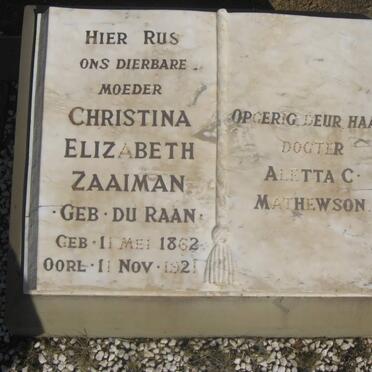 HIER RUS
ONS DIERBARE
MOEDER
CHRISTINA
ELIZABETH
ZAAIMAN
· GEB · DU RAAN ·
GEB · 11 MEI 1862
OORL · 11 NOV · 1921
OPGERIG DEUR HAAR
DOGTER
ALETTA C ·
MATHEWSON